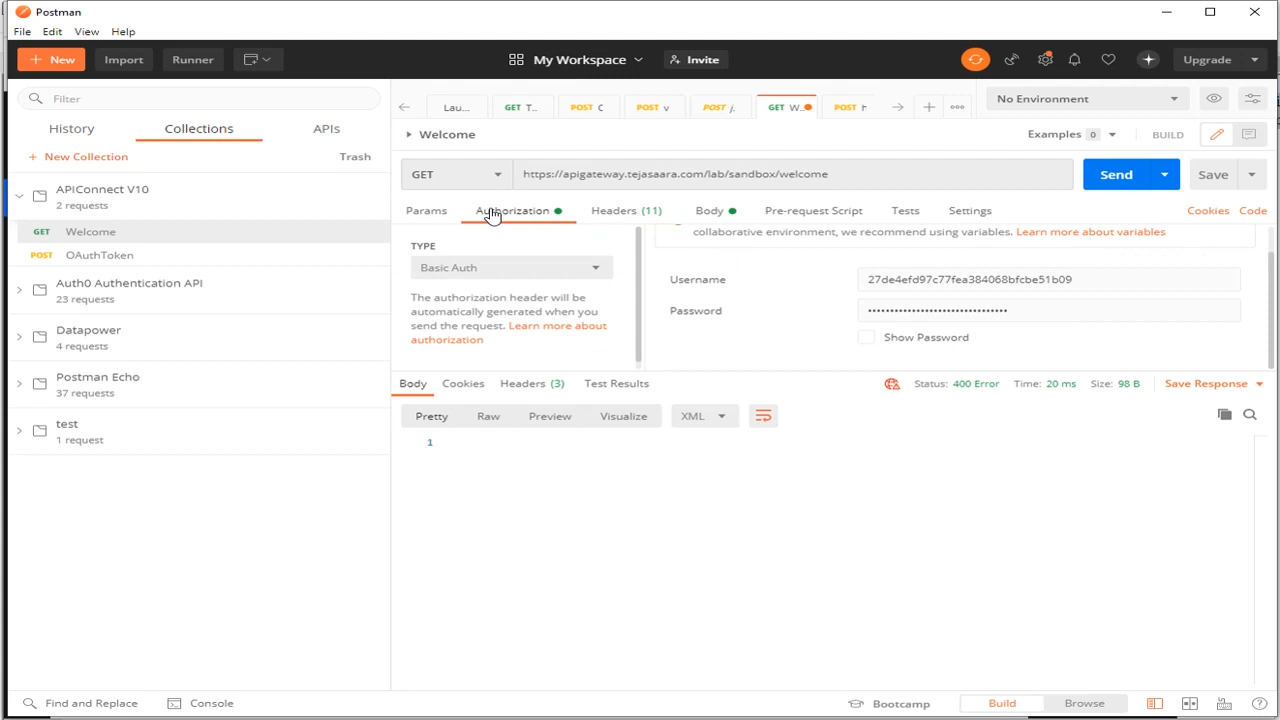 Postman
File Edit View Help
New Import Runner My Workspace Invite Upgrade
Filter
History Collections APIs
+ New Collection Trash
APIConnect V10
2 requests
GET Welcome
POST OAuthToken
Auth0 Authentication API
23 requests
Datapower
4 requests
Postman Echo
37 requests
test
1 request
Lau... GET T.. POST C POST v POST /. GET W... POST h No Environment
Welcome Examples 0 BUILD
GET https://apigateway.tejasaara.com/lab/sandbox/welcome Send Save
Params Authorization Headers (11) Body Pre-request Script Tests Settings Cookies Code
TYPE
Basic Auth
The authorization header will be
automatically generated when you
send the request. Learn more about
authorization
collaborative environment, we recommend using variables. Learn more about variables
Username 27de4efd97c77fea384068bfcbe51b09
Password ••••••••••••••••••••••••••••••••
Show Password
Body Cookies Headers (3) Test Results Status: 400 Error Time: 20 ms Size: 98 B Save Response
Pretty Raw Preview Visualize XML
1
Find and Replace Console Bootcamp Build Browse